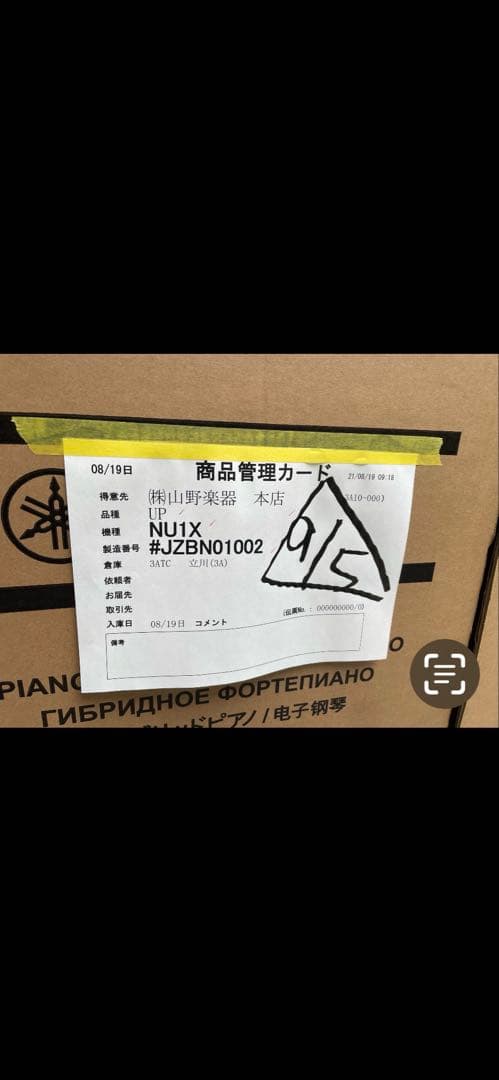 08/19日 商品管理カード 21/08/19 09:18
得意先 ㈱山野楽器 本店 3A10-000)
品種 UP
機種 NU1X
製造番号 #JZBN01002
倉庫 3ATC 立川(3A)
依頼者
お届先
取引先 (伝票No. : 000000000/0)
入庫日 08/19日 コメント
備考
9/5
PIANO
ГИБРИДНОЕ ФОРТЕПИАНО
ブリッドピアノ / 电子钢琴